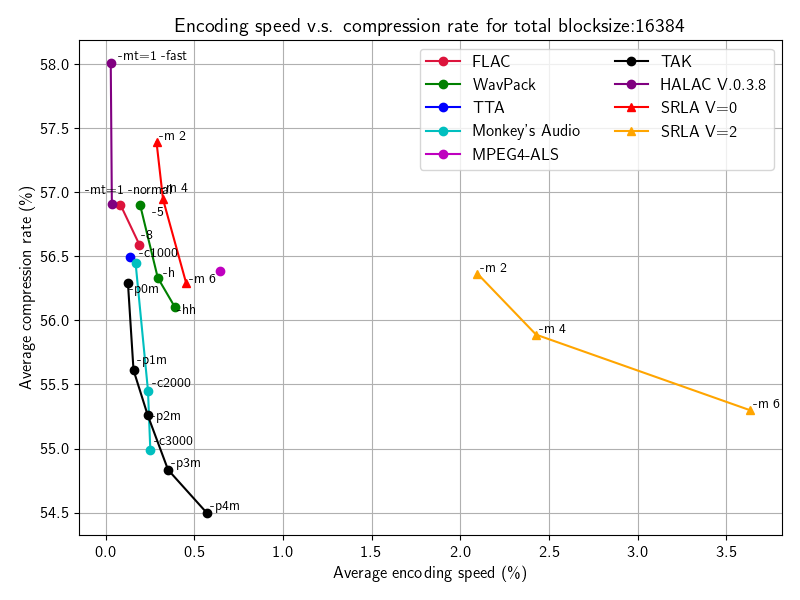 Encoding speed v.s. compression rate for total blocksize:16384
FLAC
WavPack
TTA
Monkey's Audio
MPEG4-ALS
TAK
HALAC V.0.3.8
SRLA V=0
SRLA V=2
-mt=1 -fast
-m 2
-mt=1 -normal
-m 4
-5
-8
-c1000
-h
-m 6
-p0m
-hh
-p1m
-c2000
-p2m
-c3000
-p3m
-p4m
-m 2
-m 4
-m 6
58.0
57.5
57.0
56.5
56.0
55.5
55.0
54.5
Average compression rate (%)
0.0 0.5 1.0 1.5 2.0 2.5 3.0 3.5
Average encoding speed (%)